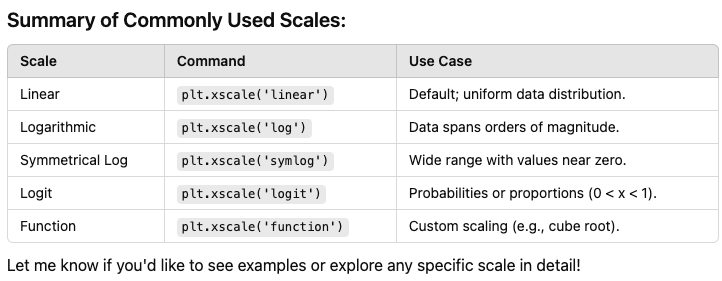 Summary of Commonly Used Scales:
Scale Command Use Case
Linear plt.xscale('linear') Default; uniform data distribution.
Logarithmic plt.xscale('log') Data spans orders of magnitude.
Symmetrical Log plt.xscale('symlog') Wide range with values near zero.
Logit plt.xscale('logit') Probabilities or proportions (0 < x < 1).
Function plt.xscale('function') Custom scaling (e.g., cube root).
Let me know if you'd like to see examples or explore any specific scale in detail!